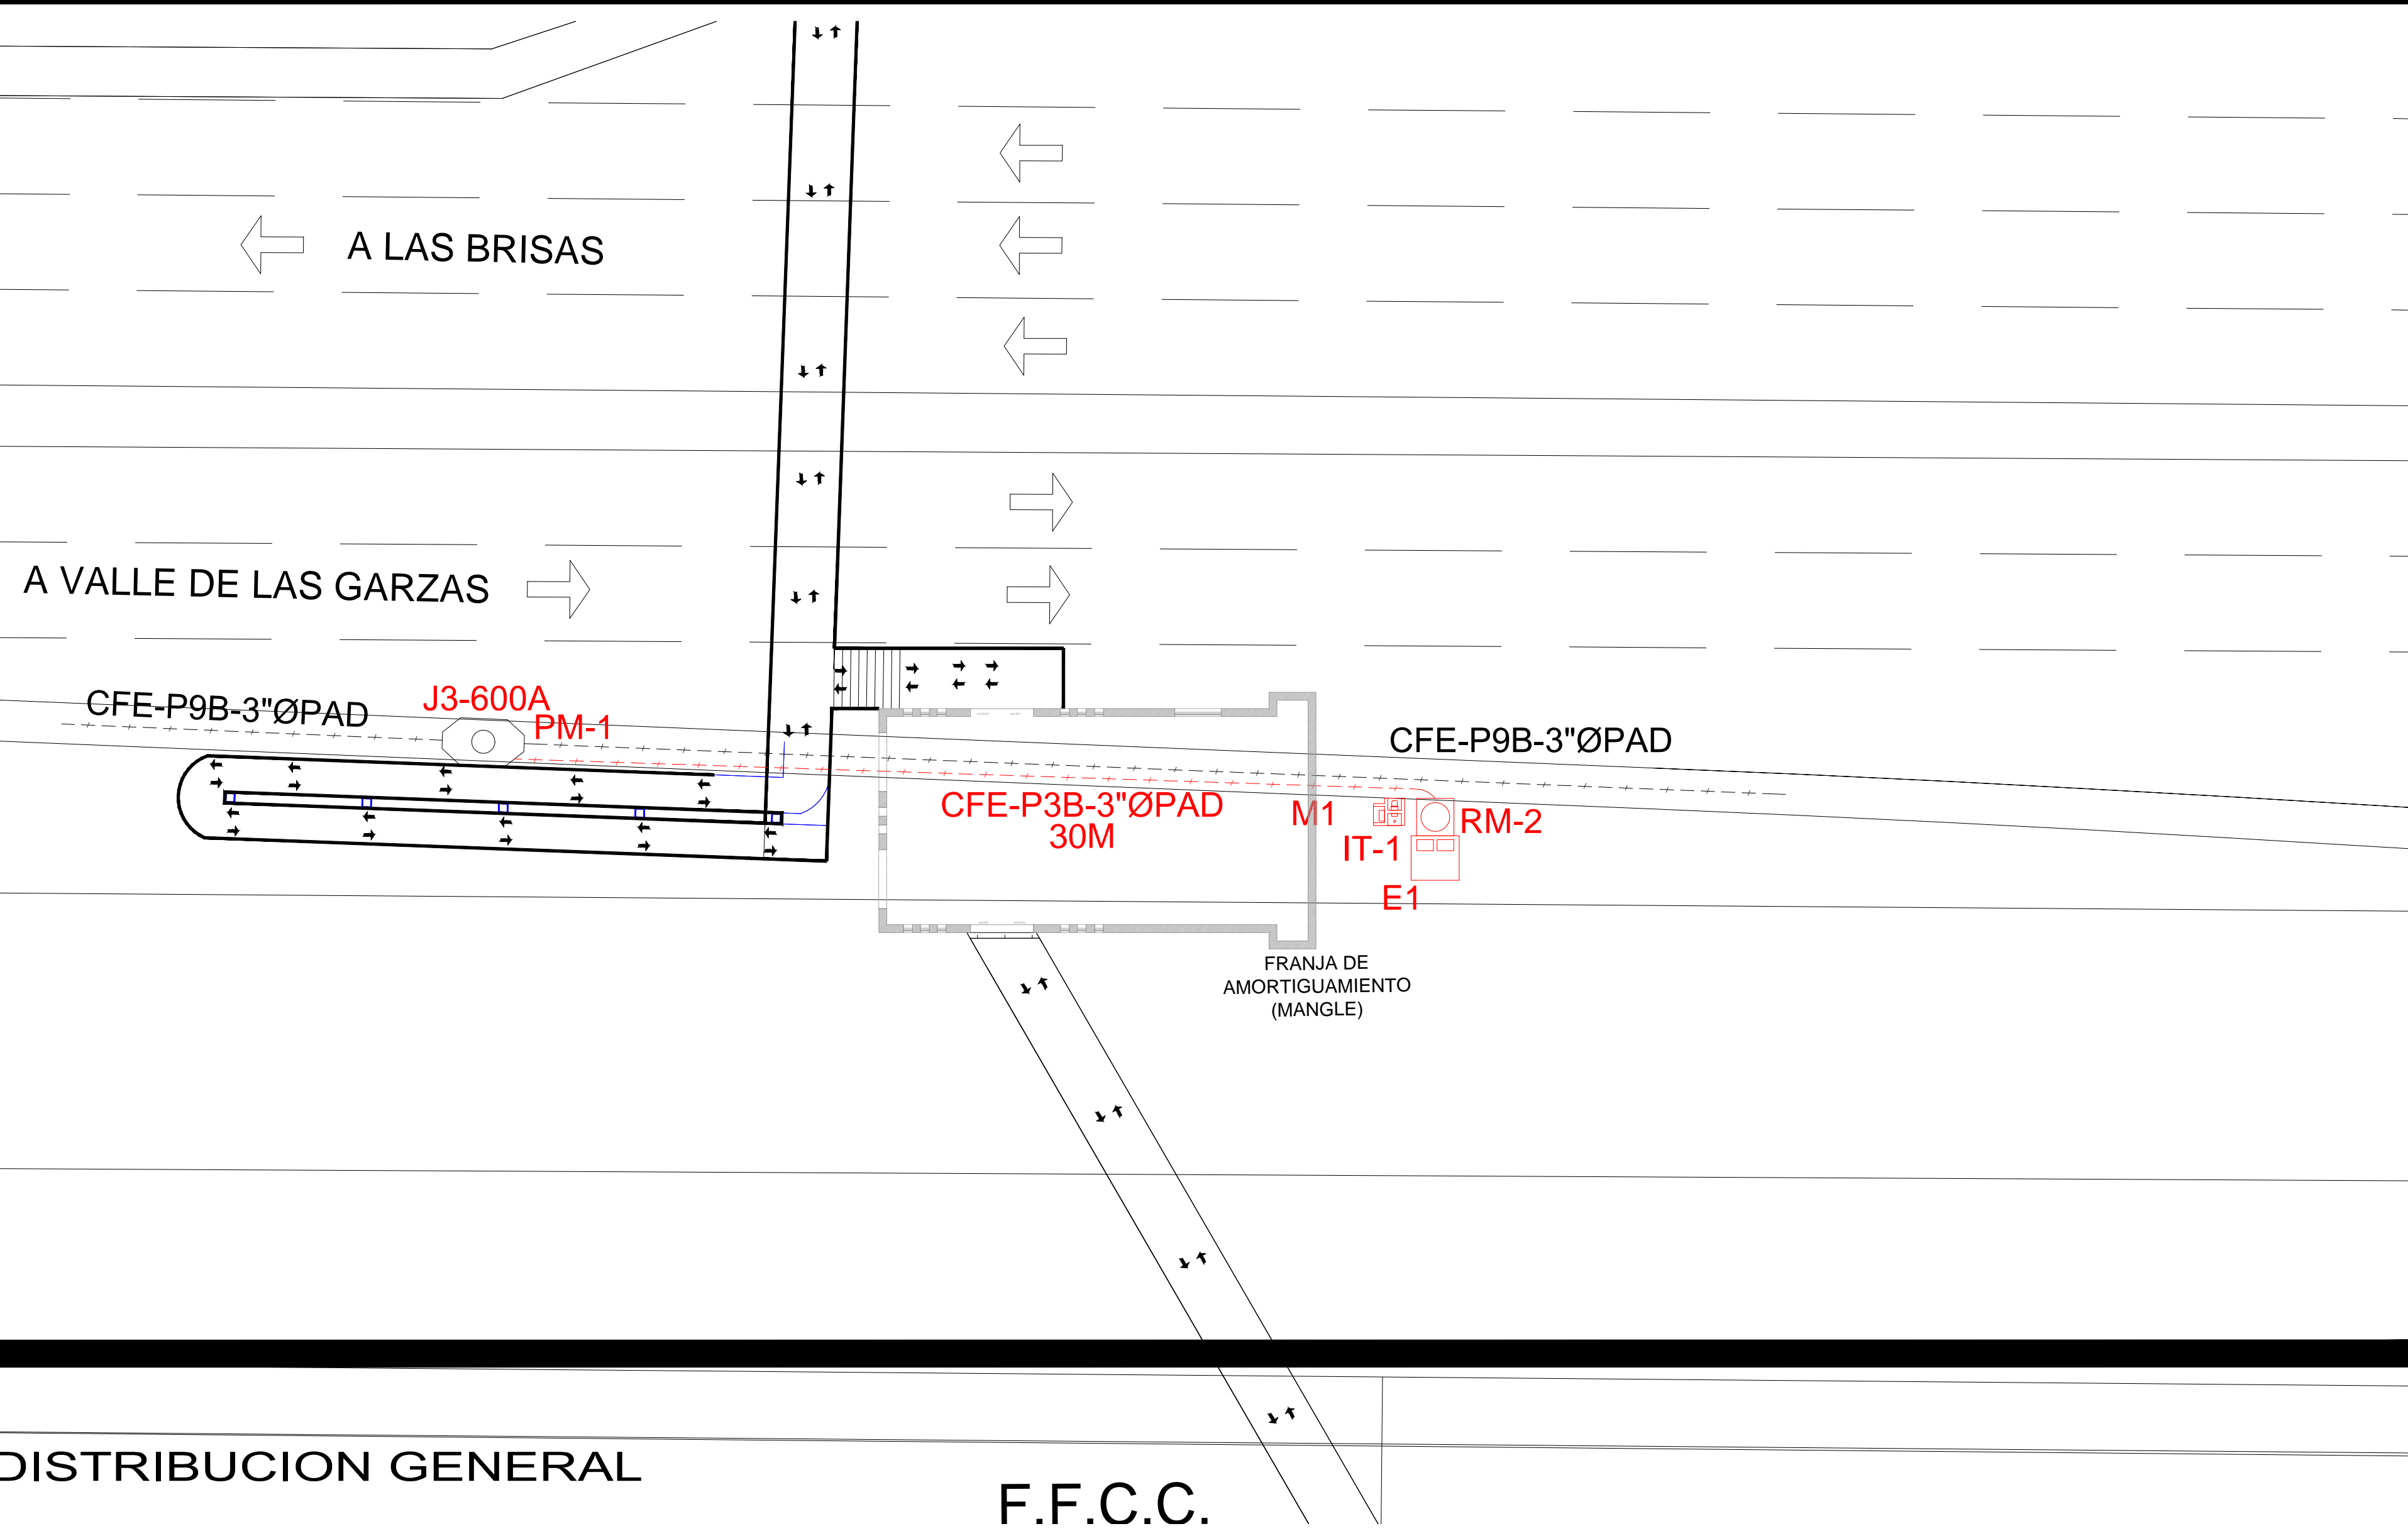 A LAS BRISAS
A VALLE DE LAS GARZAS
CFE-P9B-3"ØPAD
J3-600A
PM-1
CFE-P9B-3"ØPAD
CFE-P3B-3"ØPAD
30M
M1
RM-2
IT-1
E1
FRANJA DE
AMORTIGUAMIENTO
(MANGLE)
DISTRIBUCION GENERAL
F.F.C.C.